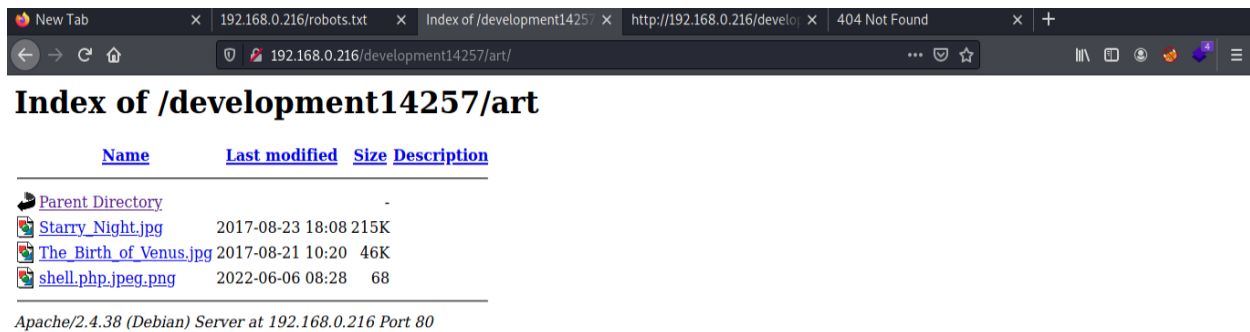 New Tab
192.168.0.216/robots.txt
Index of /development14257
http://192.168.0.216/develop
404 Not Found
192.168.0.216/development14257/art/
4
Index of /development14257/art
Name Last modified Size Description
Parent Directory -
Starry_Night.jpg 2017-08-23 18:08 215K
The_Birth_of_Venus.jpg 2017-08-21 10:20 46K
shell.php.jpeg.png 2022-06-06 08:28 68
Apache/2.4.38 (Debian) Server at 192.168.0.216 Port 80